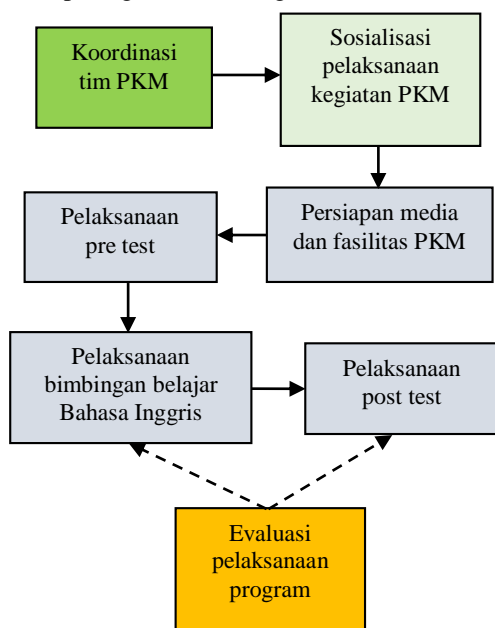 Koordinasi
tim PKM
Sosialisasi
pelaksanaan
kegiatan PKM
Persiapan media
dan fasilitas PKM
Pelaksanaan
pre test
Pelaksanaan
bimbingan belajar
Bahasa Inggris
Pelaksanaan
post test
Evaluasi
pelaksanaan
program